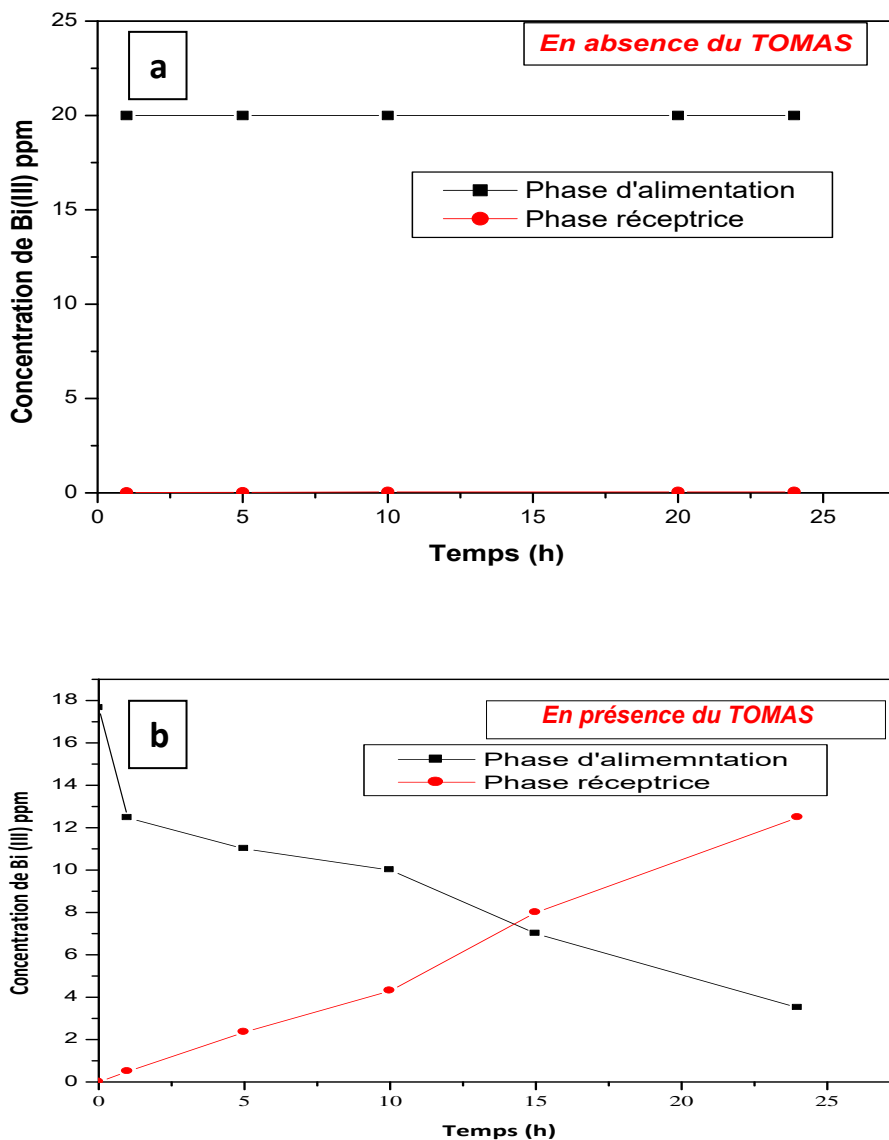 En absence du TOMAS
a
25
20
15
10
5
0
Phase d'alimentation
Phase réceptrice
Concentration de Bi(III) ppm
0 5 10 15 20 25
Temps (h)
En présence du TOMAS
b
18
16
14
12
10
8
6
4
2
0
Phase d'alimemntation
Phase réceptrice
Concentration de Bi (III) ppm
0 5 10 15 20 25
Temps (h)